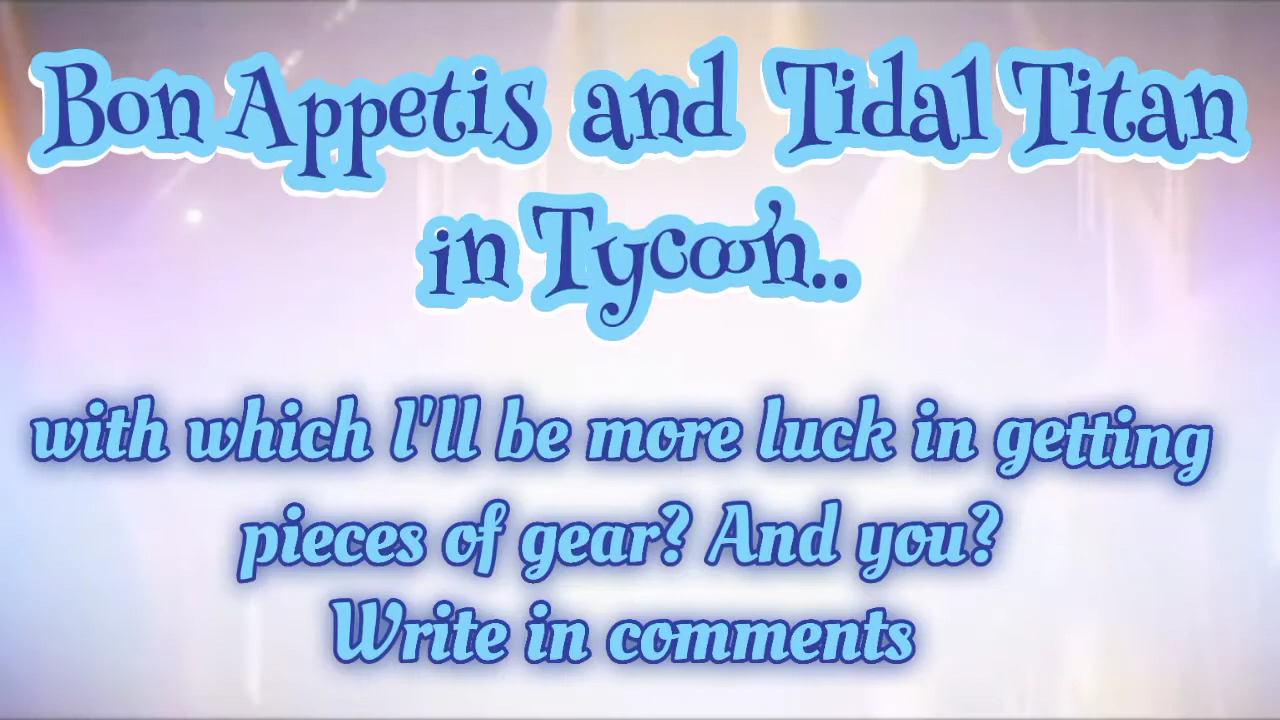 Bon Appetis and Tidal Titan
in Tycoon..
with which I'll be more luck in getting
pieces of gear? And you?
Write in comments